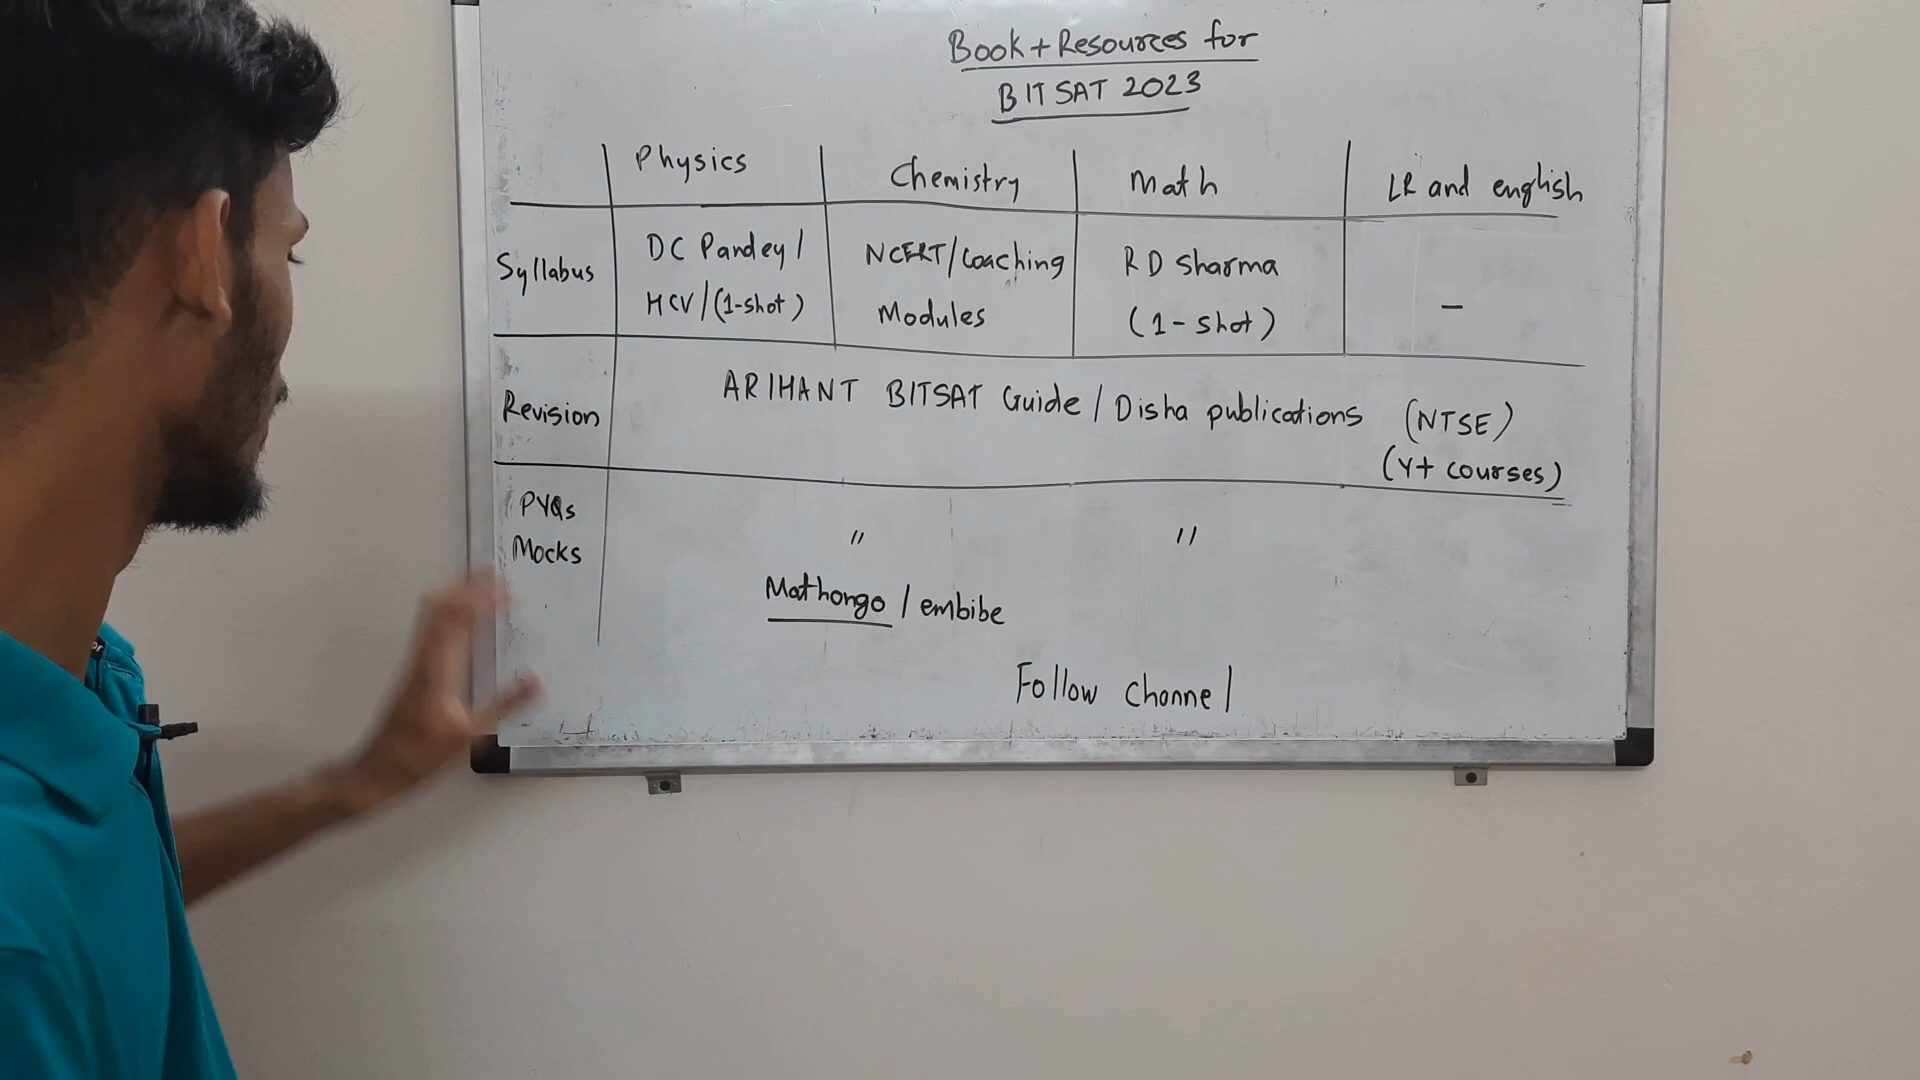 Book + Resources for
BITSAT 2023
Physics
Chemistry
Math
LR and english
Syllabus
DC Pandey /
HCV / (1-shot)
NCERT / Coaching
Modules
RD Sharma
(1 - shot)
-
Revision
ARIHANT BITSAT Guide / Disha publications
(NTSE)
(Y+ courses)
PYQs
Mocks
" "
Mathongo / embibe
Follow Channel